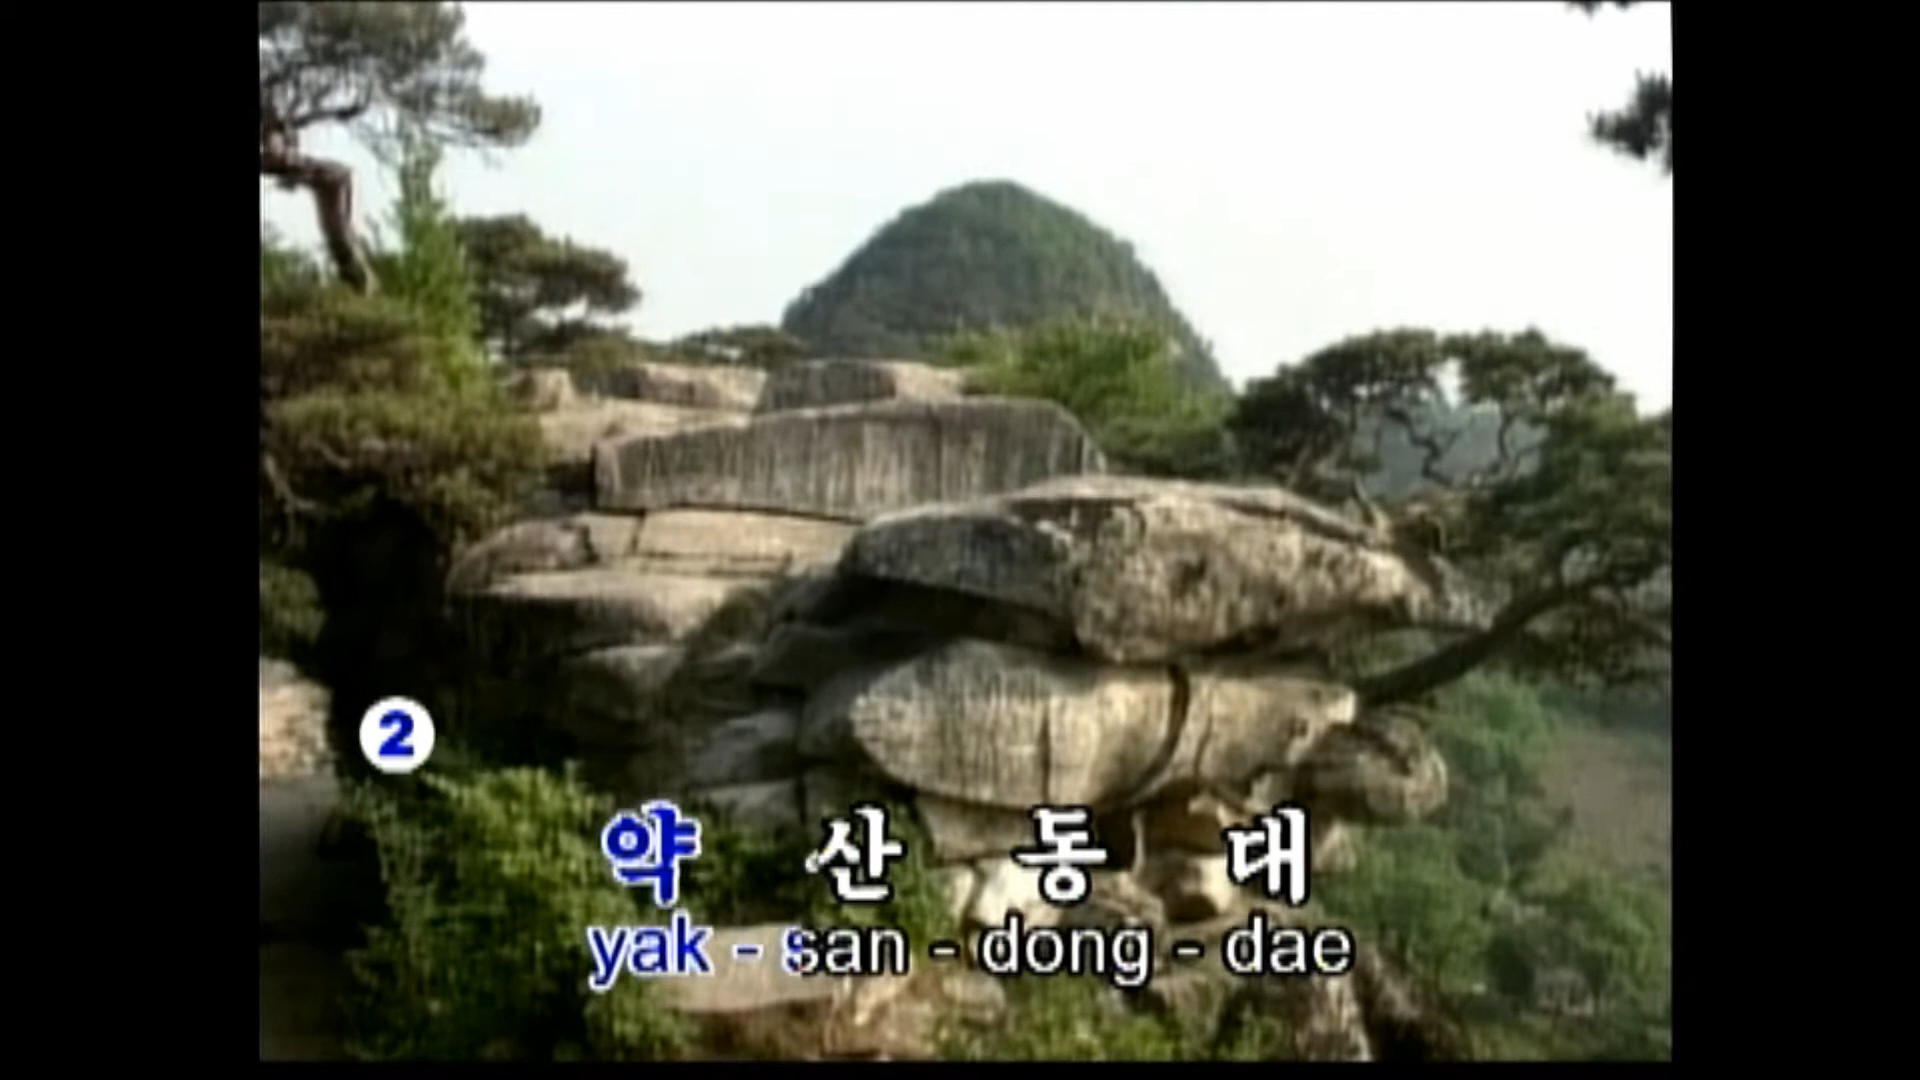 2
약 산 동 대
yak - san - dong - dae